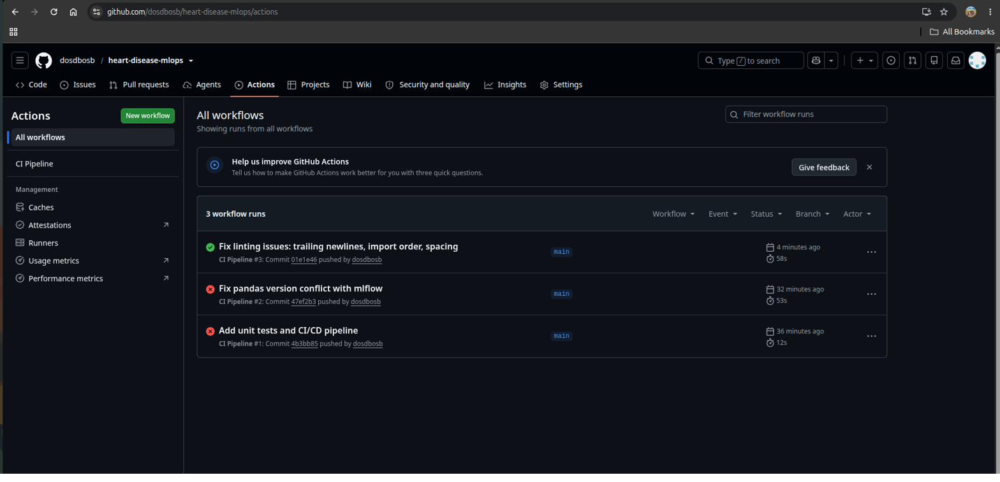 github.com/dosdbosb/heart-disease-mlops/actions
All Bookmarks
dosdbosb / heart-disease-mlops
Type / to search
Code Issues Pull requests Agents Actions Projects Wiki Security and quality Insights Settings
Actions
New workflow
All workflows
CI Pipeline
Management
Caches
Attestations
Runners
Usage metrics
Performance metrics
All workflows
Showing runs from all workflows
Filter workflow runs
Help us improve GitHub Actions
Tell us how to make GitHub Actions work better for you with three quick questions.
Give feedback
3 workflow runs
Workflow Event Status Branch Actor
Fix linting issues: trailing newlines, import order, spacing
CI Pipeline #3: Commit 01e1e46 pushed by dosdbosb
main
4 minutes ago
58s
Fix pandas version conflict with mlflow
CI Pipeline #2: Commit 47ef2b3 pushed by dosdbosb
main
32 minutes ago
53s
Add unit tests and CI/CD pipeline
CI Pipeline #1: Commit 4b3bb85 pushed by dosdbosb
main
36 minutes ago
12s